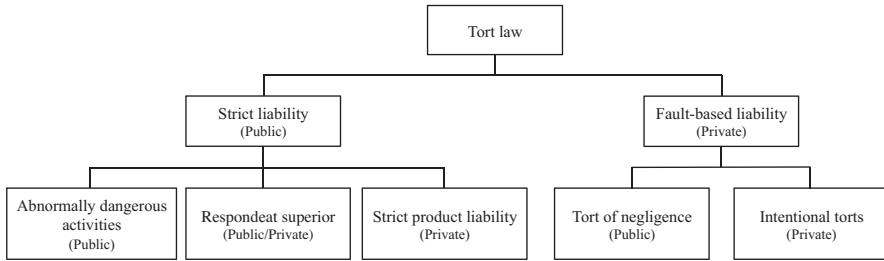 Tort law
Strict liability
(Public)
Fault-based liability
(Private)
Abnormally dangerous
activities
(Public)
Respondeat superior
(Public/Private)
Strict product liability
(Private)
Tort of negligence
(Public)
Intentional torts
(Private)